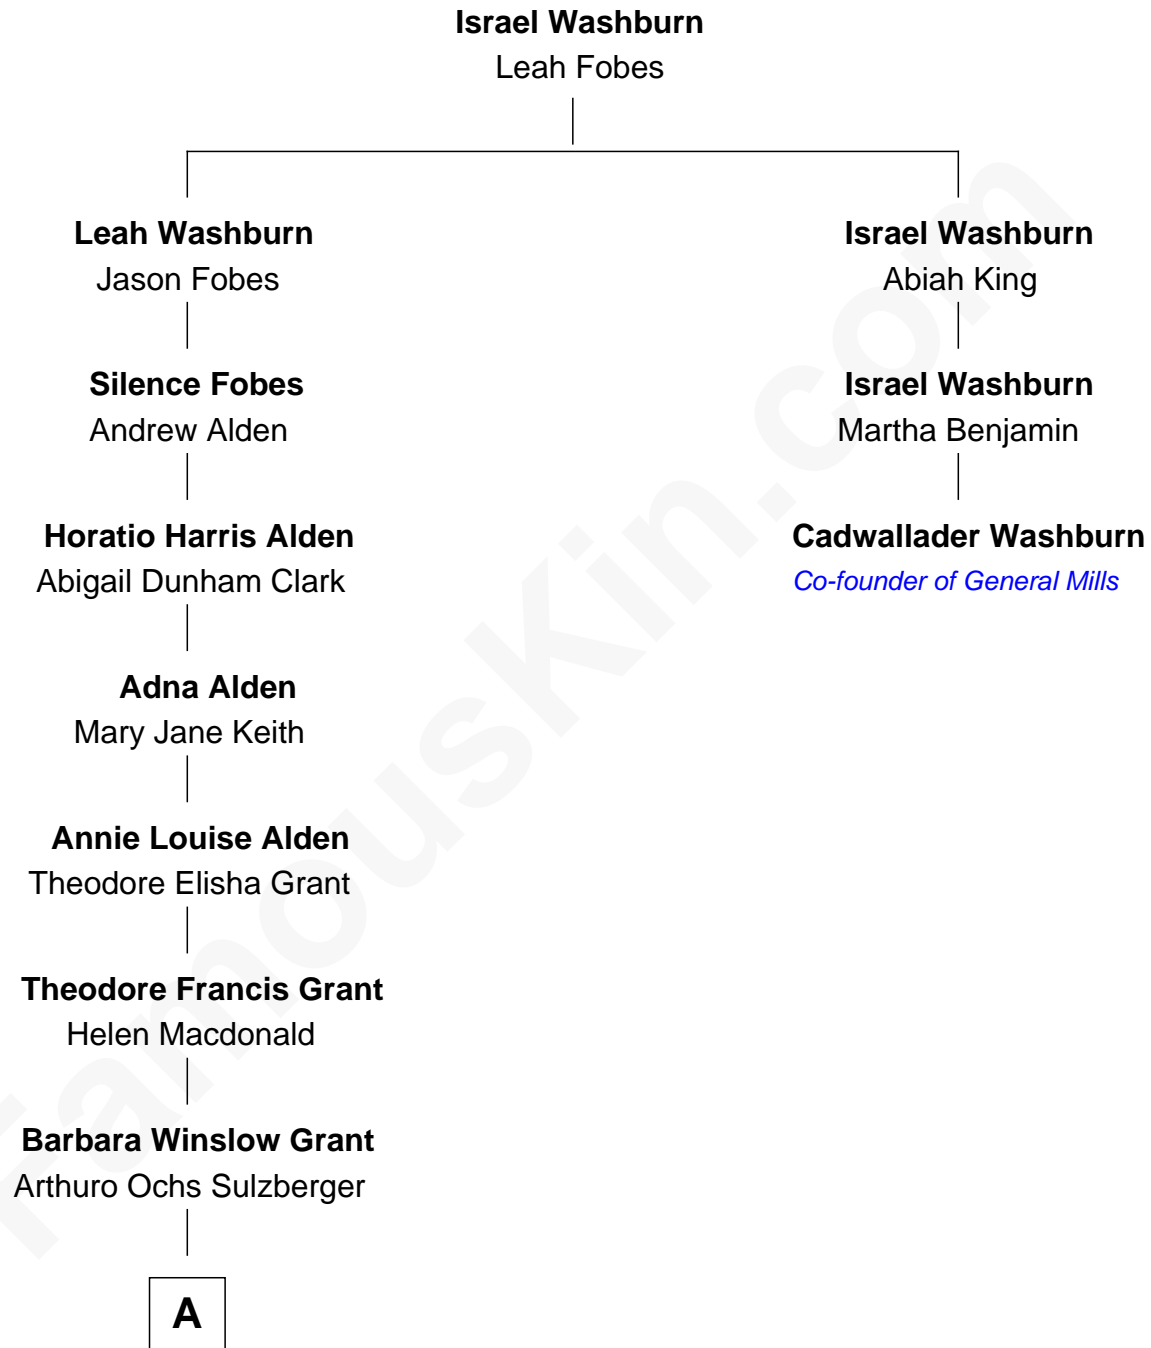 Israel Washburn
Leah Fobes
Leah Washburn
Jason Fobes
Israel Washburn
Abiah King
Silence Fobes
Andrew Alden
Israel Washburn
Martha Benjamin
Horatio Harris Alden
Abigail Dunham Clark
Cadwallader Washburn
Co-founder of General Mills
Adna Alden
Mary Jane Keith
Annie Louise Alden
Theodore Elisha Grant
Theodore Francis Grant
Helen Macdonald
Barbara Winslow Grant
Arthuro Ochs Sulzberger
A
FamousKin.com